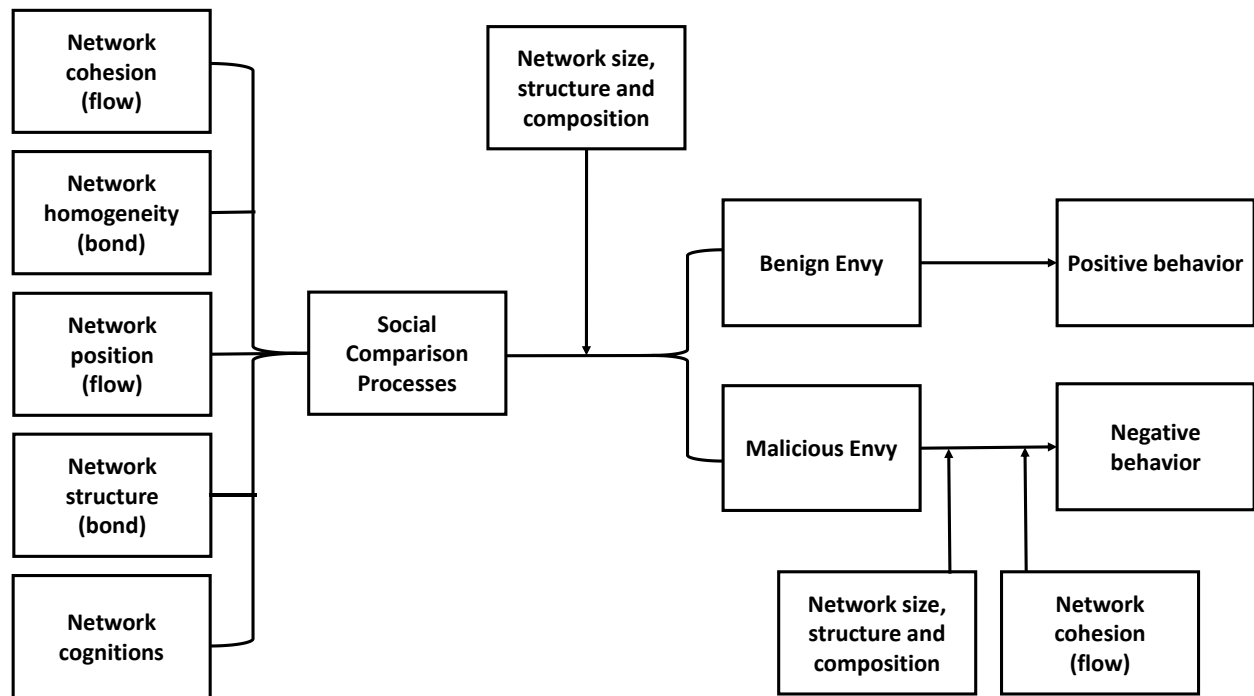 Network
cohesion
(flow)
Network
homogeneity
(bond)
Network
position
(flow)
Network
structure
(bond)
Network
cognitions
Social
Comparison
Processes
Network size,
structure and
composition
Benign Envy
Positive behavior
Malicious Envy
Negative
behavior
Network size,
structure and
composition
Network
cohesion
(flow)